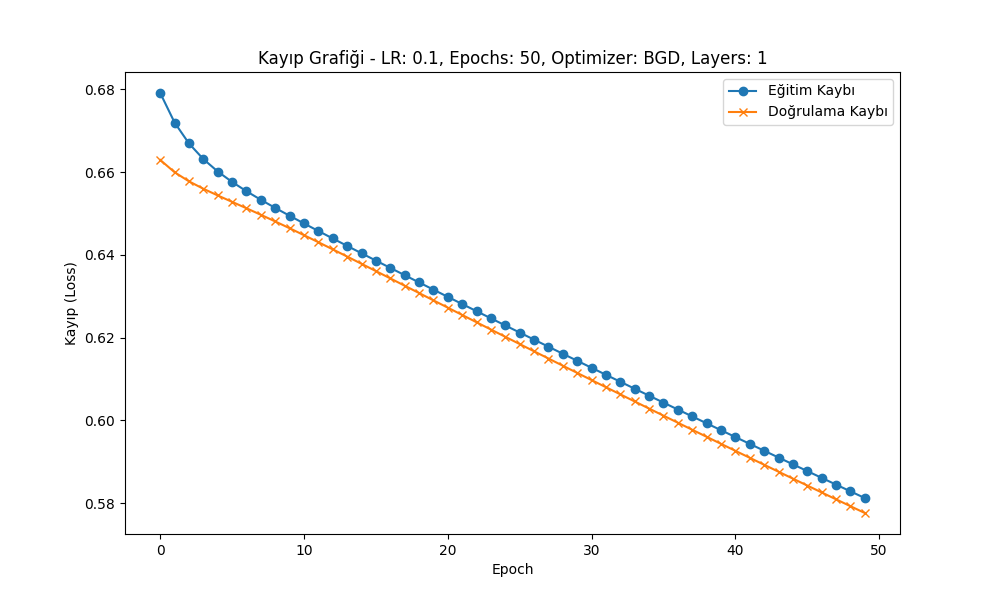 Kayıp Grafiği - LR: 0.1, Epochs: 50, Optimizer: BGD, Layers: 1
Eğitim Kaybı
Doğrulama Kaybı
Kayıp (Loss)
0.68
0.66
0.64
0.62
0.60
0.58
0 10 20 30 40 50
Epoch